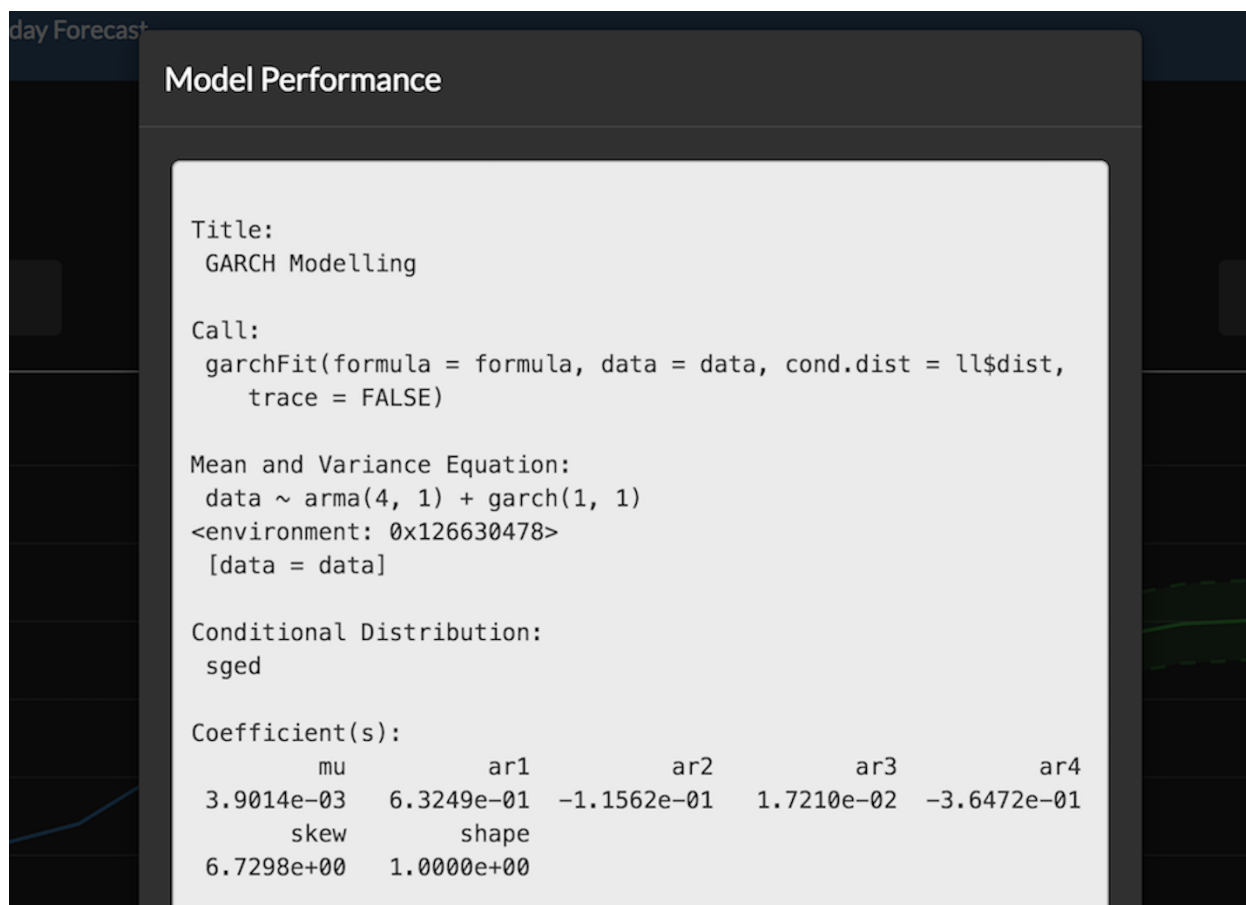 day Forecast
Model Performance
Title:
GARCH Modelling
Call:
garchFit(formula = formula, data = data, cond.dist = ll$dist,
trace = FALSE)
Mean and Variance Equation:
data ~ arma(4, 1) + garch(1, 1)
<environment: 0x126630478>
[data = data]
Conditional Distribution:
sged
Coefficient(s):
mu ar1 ar2 ar3 ar4
3.9014e-03 6.3249e-01 -1.1562e-01 1.7210e-02 -3.6472e-01
skew shape
6.7298e+00 1.0000e+00